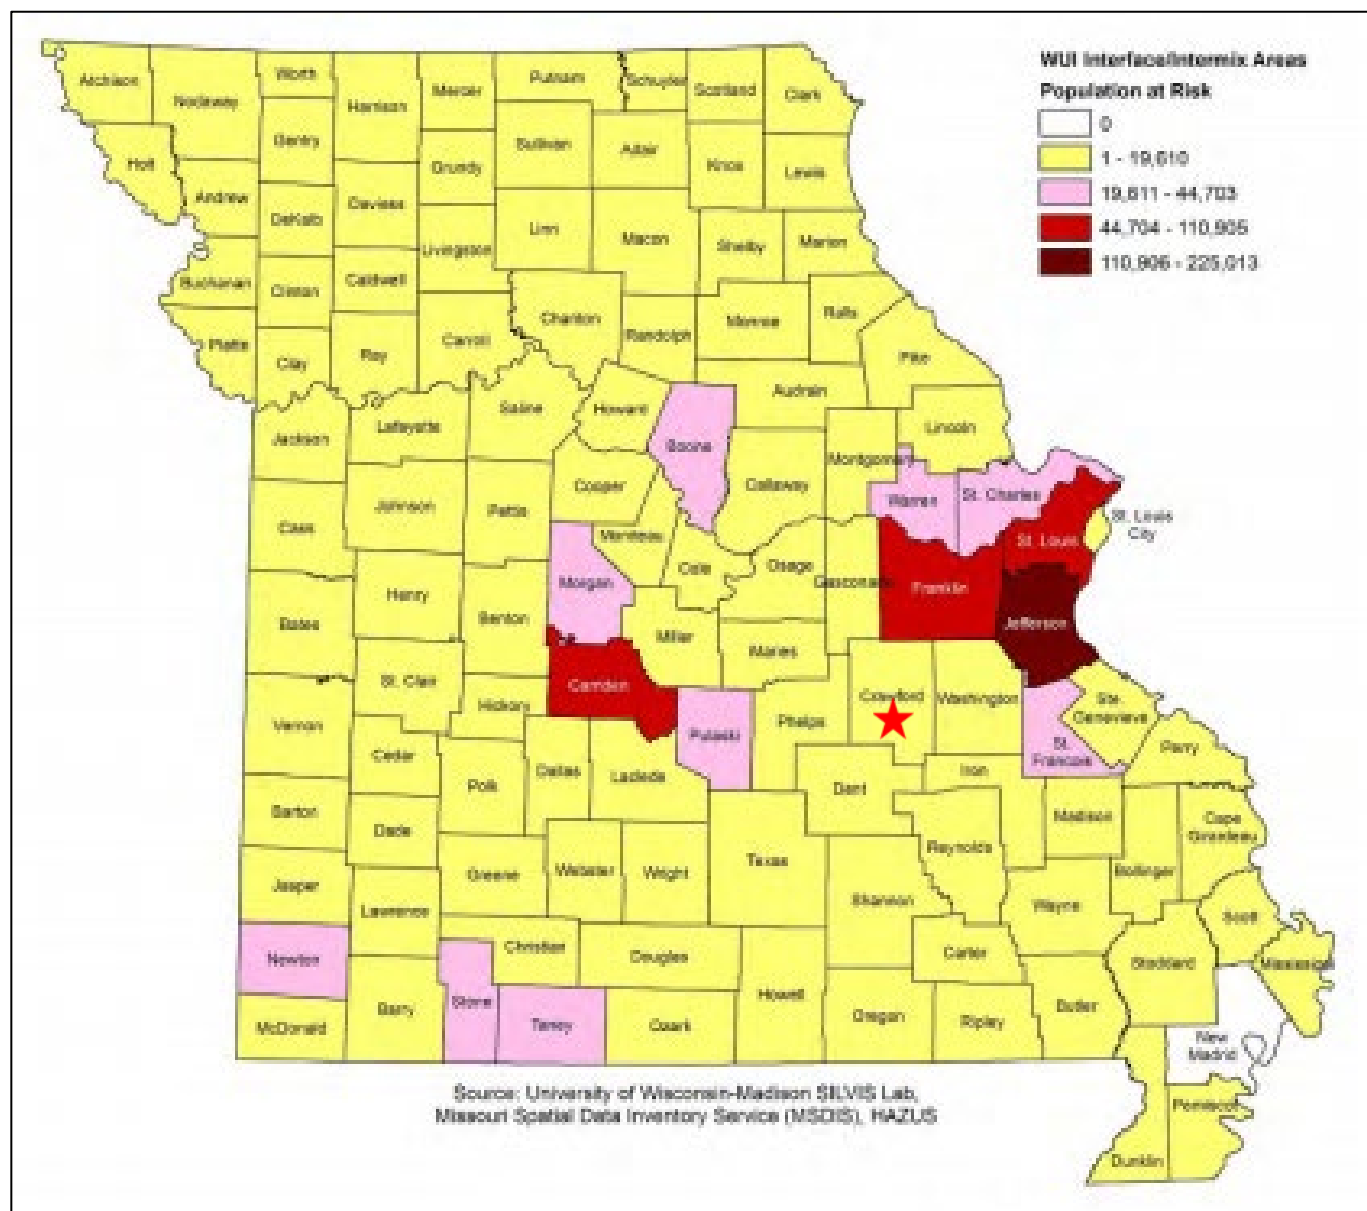 WUI Interface/Intermix Areas
Population at Risk
0
1 - 19,610
19,611 - 44,703
44,704 - 110,905
110,906 - 225,013
Atchison
Nodaway
Worth
Harrison
Mercer
Putnam
Schuyler
Scotland
Clark
Gentry
Sullivan
Adair
Knox
Lewis
Holt
Andrew
DeKalb
Daviess
Grundy
Linn
Macon
Shelby
Marion
Buchanan
Clinton
Caldwell
Livingston
Chariton
Randolph
Monroe
Ralls
Platte
Clay
Ray
Carroll
Pike
Audrain
Saline
Howard
Boone
Lincoln
Jackson
Lafayette
Montgomery
Callaway
Cooper
Warren
St. Charles
Cass
Johnson
Pettis
Moniteau
St. Louis
St. Louis
City
Cole
Osage
Gasconade
Franklin
Morgan
Henry
Benton
Bates
Miller
Maries
Jefferson
St. Clair
Camden
Crawford
Washington
Ste.
Genevieve
Hickory
Vernon
Pulaski
Phelps
St.
Francois
Perry
Cedar
Polk
Dallas
Laclede
Dent
Iron
Barton
Dade
Madison
Cape
Girardeau
Jasper
Greene
Webster
Wright
Texas
Reynolds
Bollinger
Lawrence
Shannon
Wayne
Scott
Newton
Christian
Douglas
Carter
Stoddard
Mississippi
McDonald
Barry
Stone
Taney
Ozark
Howell
Oregon
Ripley
Butler
New
Madrid
Source: University of Wisconsin-Madison SILVIS Lab,
Missouri Spatial Data Inventory Service (MSDIS), HAZUS
Pemiscot
Dunklin